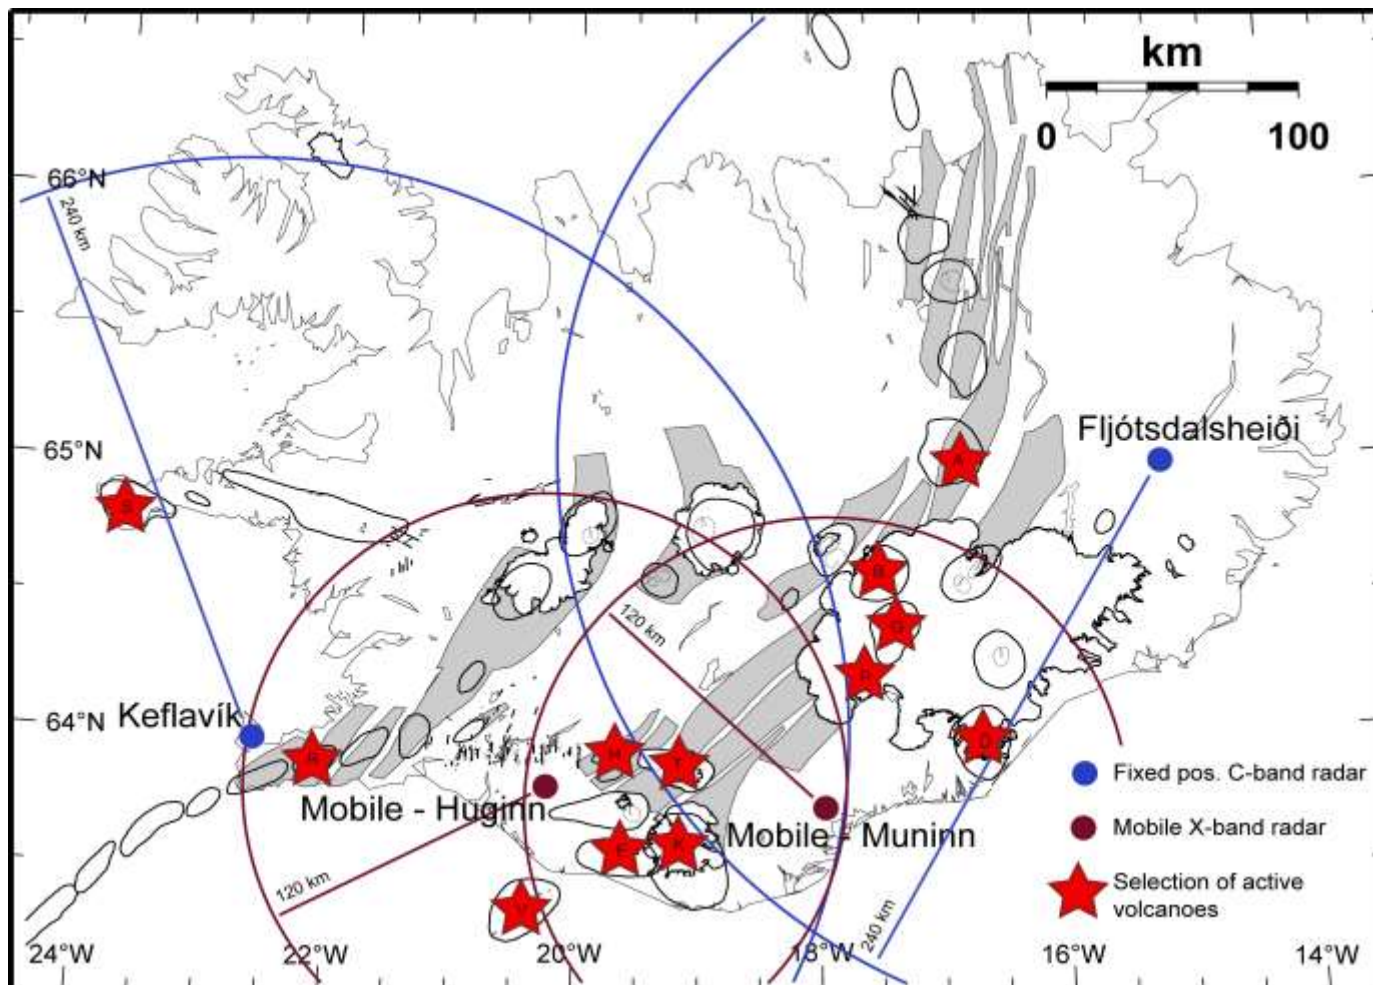 km
0 100
66°N
240 km
65°N
Fljótsdalsheiði
A
S
B
G
120 km
R
64°N
Keflavík
D
H
T
R
Fixed pos. C-band radar
Mobile - Huginn
Mobile - Muninn
Mobile X-band radar
E
K
120 km
Selection of active
volcanoes
V
240 km
24°W 22°W 20°W 18°W 16°W 14°W